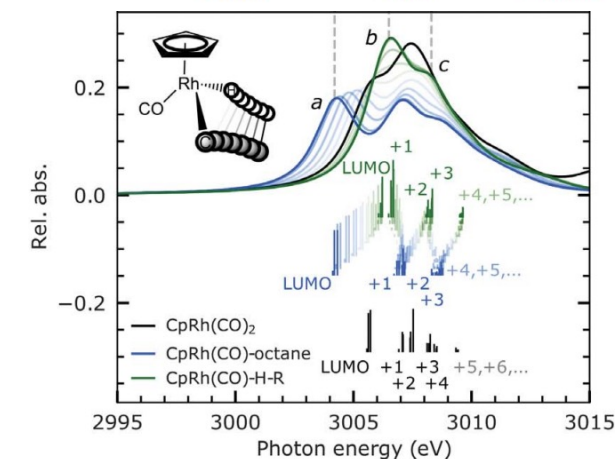 b
c
a
Rh
H
CO
C
0.2
0.0
−0.2
Rel. abs.
+1
LUMO
+3
+2
+4,+5,...
LUMO
+1
+2
+4,+5,...
+3
CpRh(CO)2
CpRh(CO)-octane
CpRh(CO)-H-R
LUMO
+1
+3
+5,+6,...
+2
+4
2995 3000 3005 3010 3015
Photon energy (eV)